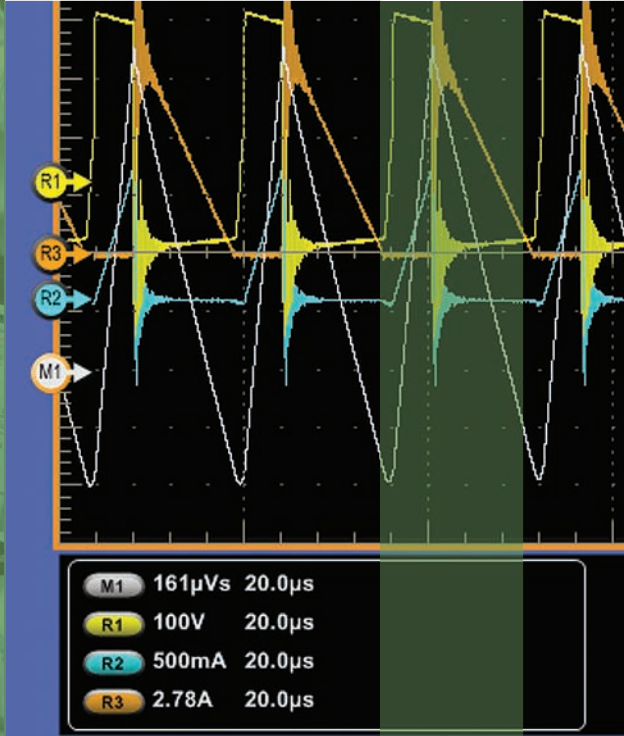 R1
R3
R2
M1
M1 161µVs 20.0µs
R1 100V 20.0µs
R2 500mA 20.0µs
R3 2.78A 20.0µs